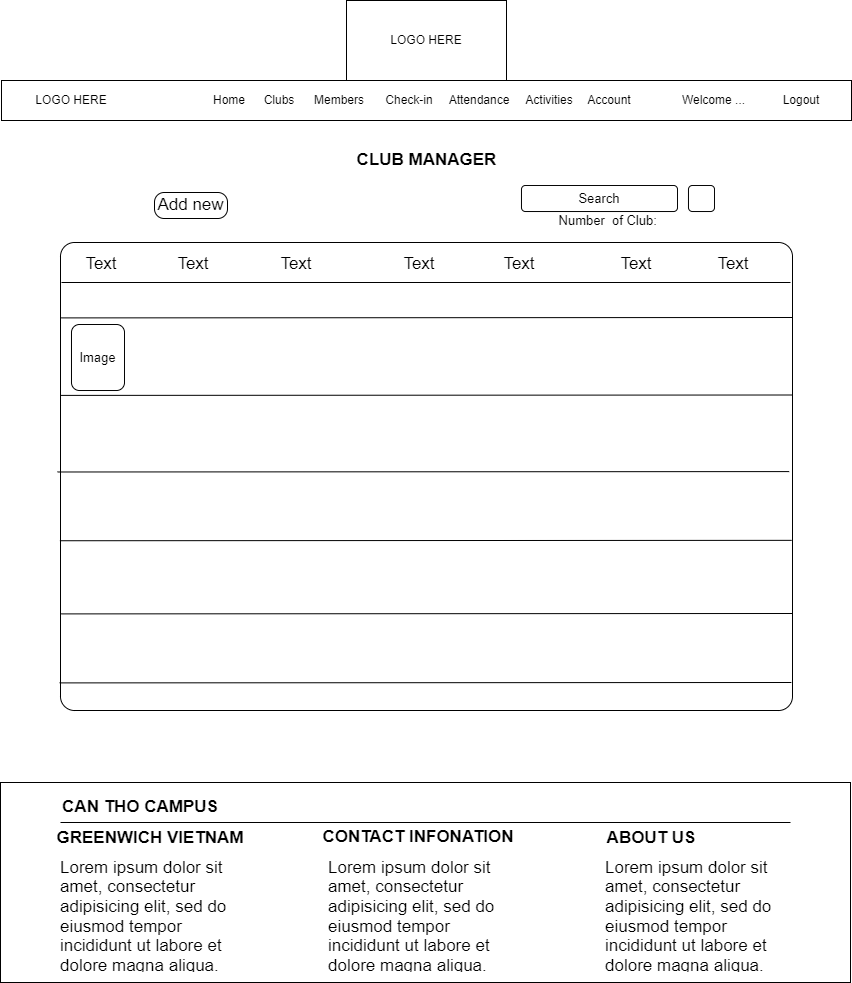 LOGO HERE
LOGO HERE Home Clubs Members Check-in Attendance Activities Account Welcome ... Logout
CLUB MANAGER
Add new Search
Number of Club:
Text Text Text Text Text Text Text
Image
CAN THO CAMPUS
GREENWICH VIETNAM
Lorem ipsum dolor sit
amet, consectetur
adipisicing elit, sed do
eiusmod tempor
incididunt ut labore et
dolore magna aliqua.
CONTACT INFONATION
Lorem ipsum dolor sit
amet, consectetur
adipisicing elit, sed do
eiusmod tempor
incididunt ut labore et
dolore magna aliqua.
ABOUT US
Lorem ipsum dolor sit
amet, consectetur
adipisicing elit, sed do
eiusmod tempor
incididunt ut labore et
dolore magna aliqua.